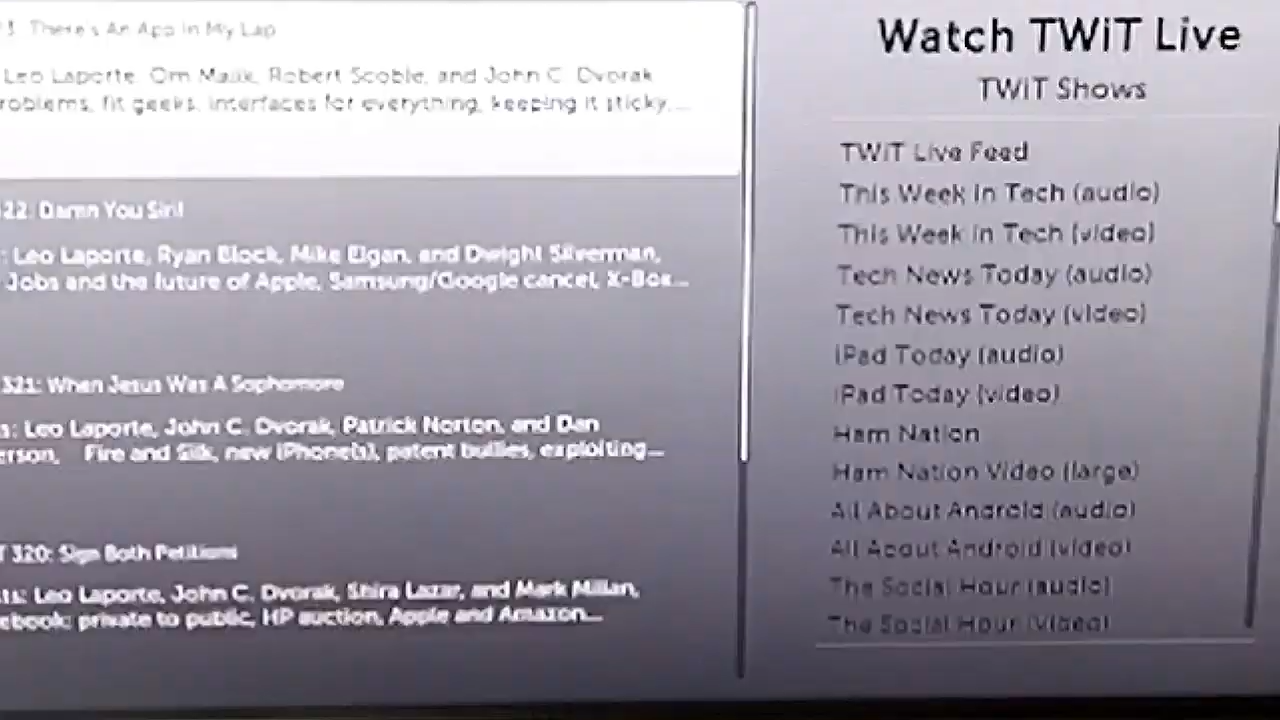 3: There's An App In My Lap
Leo Laporte, Om Malik, Robert Scoble, and John C. Dvorak
roblems, fit geeks, interfaces for everything, keeping it sticky,...
22: Damn You Siri!
: Leo Laporte, Ryan Block, Mike Elgan, and Dwight Silverman,
Jobs and the future of Apple, Samsung/Google cancel, X-Box...
321: When Jesus Was A Sophomore
s: Leo Laporte, John C. Dvorak, Patrick Norton, and Dan
erson, Fire and Silk, new iPhone(s), patent bullies, exploiting...
T 320: Sign Both Petitions
ts: Leo Laporte, John C. Dvorak, Shira Lazar, and Mark Millan,
ebook: private to public, HP auction, Apple and Amazon...
Watch TWiT Live
TWiT Shows
TWiT Live Feed
This Week in Tech (audio)
This Week in Tech (video)
Tech News Today (audio)
Tech News Today (video)
iPad Today (audio)
iPad Today (video)
Ham Nation
Ham Nation Video (large)
All About Android (audio)
All About Android (video)
The Social Hour (audio)
The Social Hour (video)